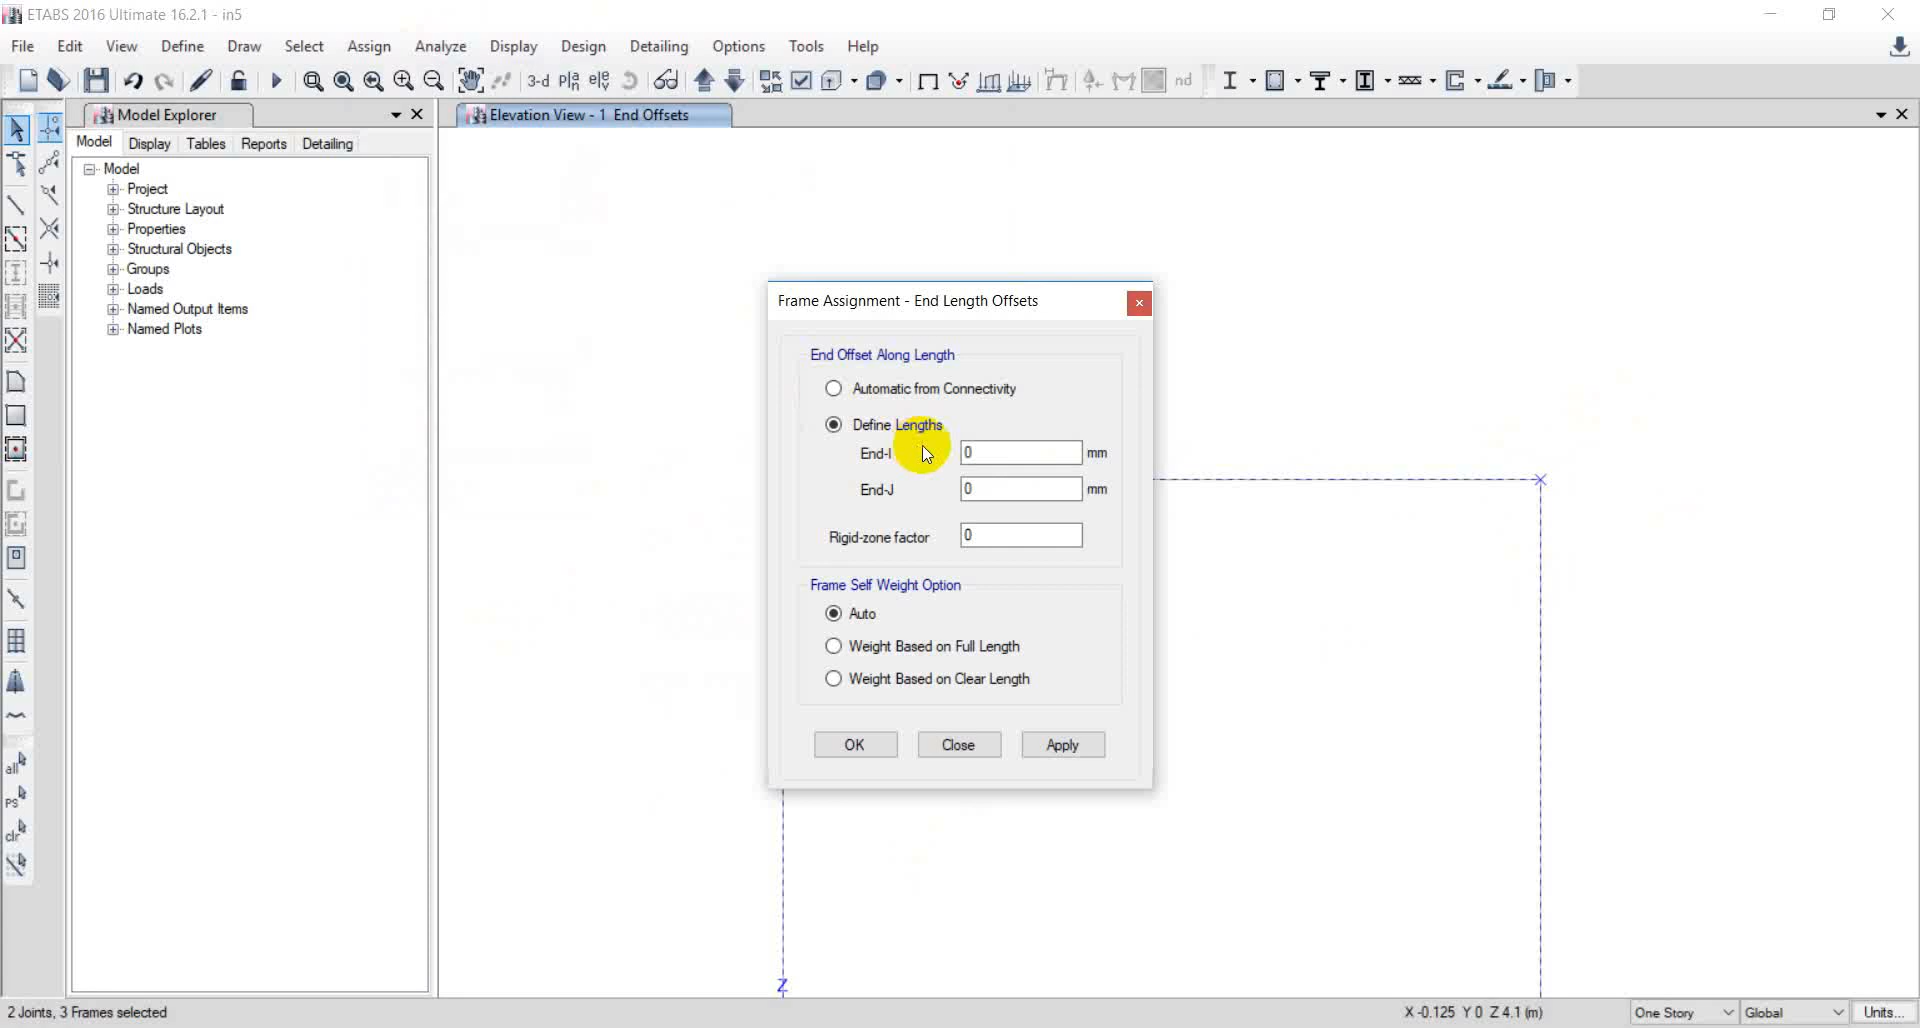 ETABS 2016 Ultimate 16.2.1 - in5
File Edit View Define Draw Select Assign Analyze Display Design Detailing Options Tools Help
3-d pla ele nd
Model Explorer
Elevation View - 1 End Offsets
Model Display Tables Reports Detailing
Model
Project
Structure Layout
Properties
Structural Objects
Groups
Loads
Named Output Items
Named Plots
Frame Assignment - End Length Offsets
End Offset Along Length
Automatic from Connectivity
Define Lengths
End-I 0 mm
End-J 0 mm
Rigid-zone factor 0
Frame Self Weight Option
Auto
Weight Based on Full Length
Weight Based on Clear Length
OK Close Apply
all
PS
clr
Z
2 Joints, 3 Frames selected
X -0.125 Y 0 Z 4.1 (m)
One Story Global Units...